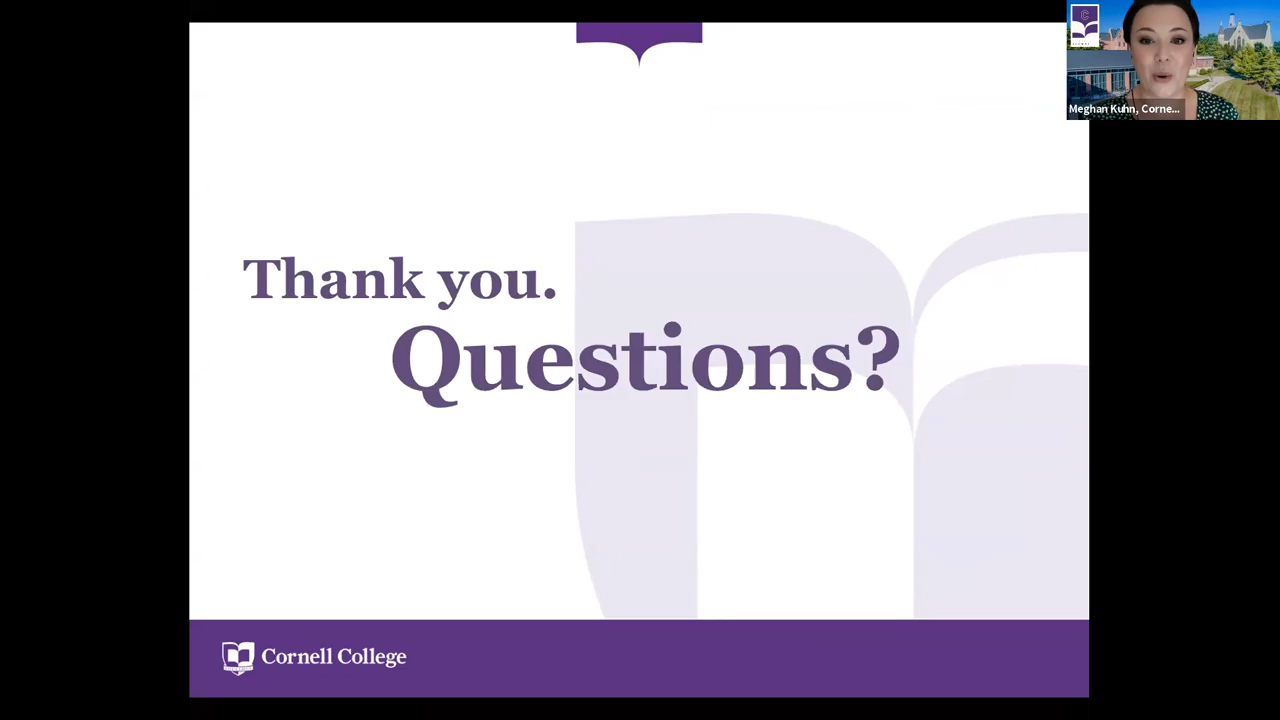 Thank you.
Questions?
Cornell College
Meghan Kuhn, Corne...
C